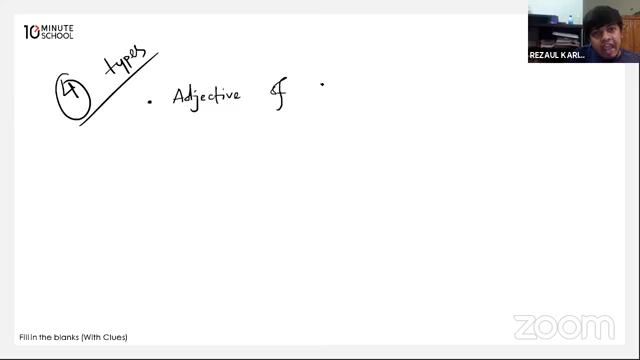 10 MINUTE SCHOOL
REZAUL KARI...
4 types
• Adjective of
Fill in the blanks (With Clues)
zoom